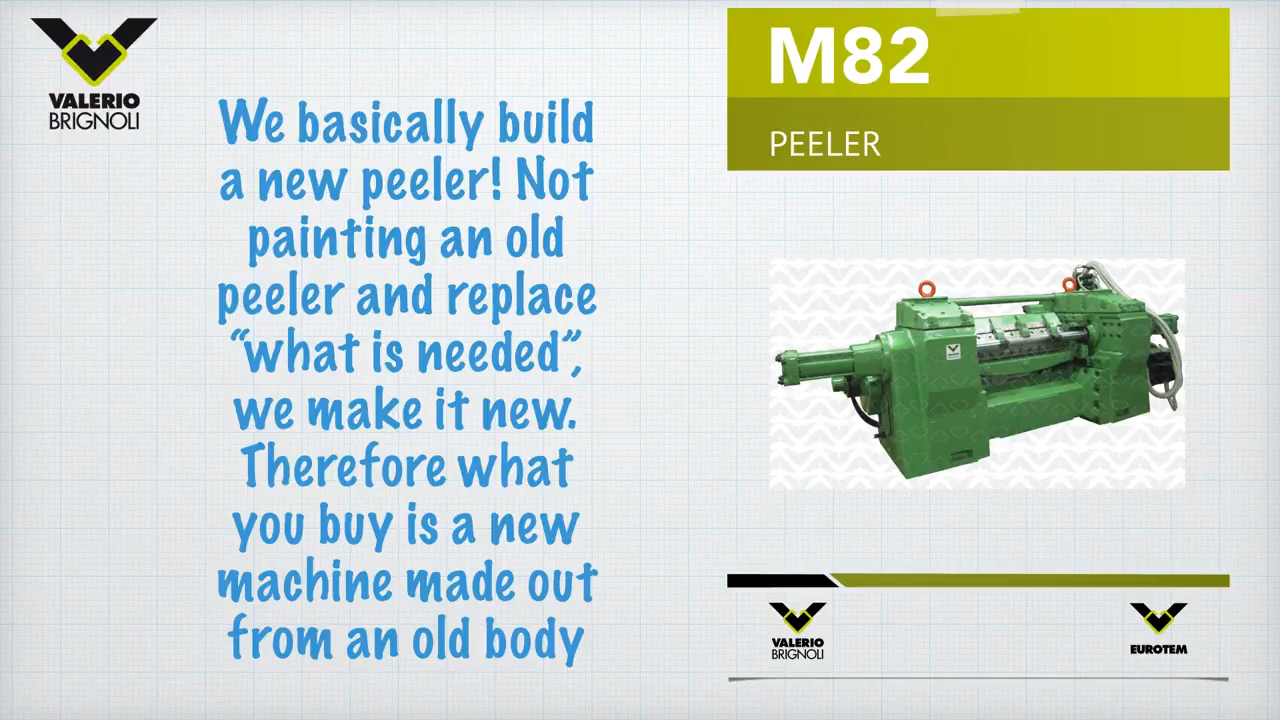 VALERIO
BRIGNOLI
We basically build
a new peeler! Not
painting an old
peeler and replace
“what is needed”,
we make it new.
Therefore what
you buy is a new
machine made out
from an old body
M82
PEELER
VALERIO
BRIGNOLI
EUROTEM